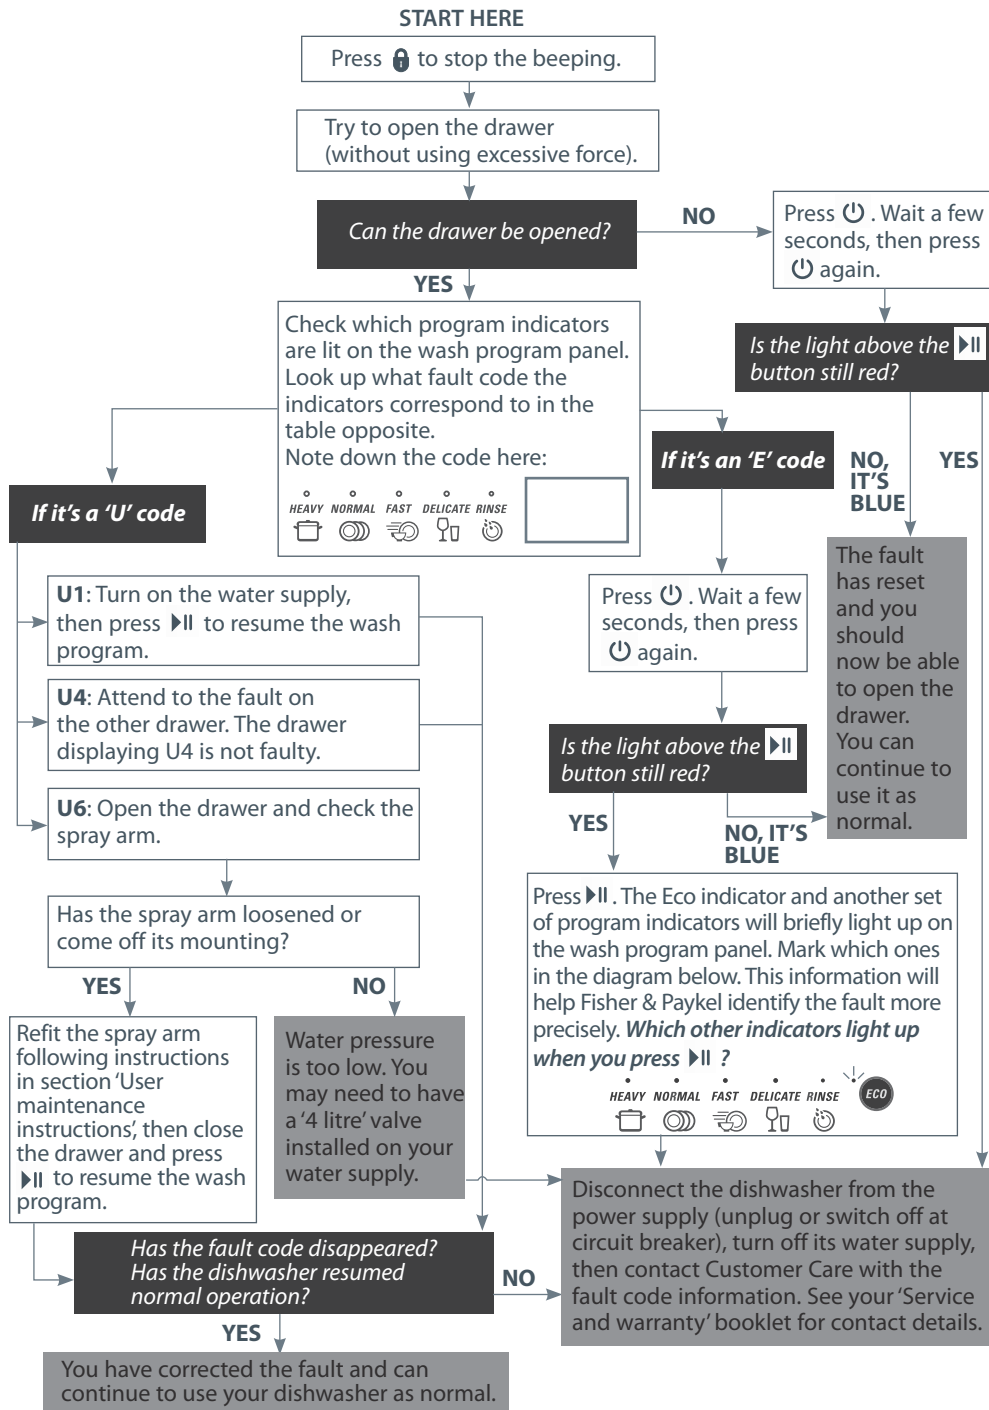 START HERE
Press to stop the beeping.
Try to open the drawer
(without using excessive force).
Can the drawer be opened?
NO
Press . Wait a few
seconds, then press
again.
YES
Is the light above the
button still red?
Check which program indicators
are lit on the wash program panel.
Look up what fault code the
indicators correspond to in the
table opposite.
Note down the code here:
HEAVY NORMAL FAST DELICATE RINSE
If it's a 'U' code
If it's an 'E' code
NO,
IT'S
BLUE
YES
The fault
has reset
and you
should
now be able
to open the
drawer.
You can
continue to
use it as
normal.
U1: Turn on the water supply,
then press to resume the wash
program.
U4: Attend to the fault on
the other drawer. The drawer
displaying U4 is not faulty.
U6: Open the drawer and check the
spray arm.
Press . Wait a few
seconds, then press
again.
Is the light above the
button still red?
YES
NO, IT'S
BLUE
Has the spray arm loosened or
come off its mounting?
YES
NO
Refit the spray arm
following instructions
in section 'User
maintenance
instructions', then close
the drawer and press
to resume the wash
program.
Water pressure
is too low. You
may need to have
a '4 litre' valve
installed on your
water supply.
Press . The Eco indicator and another set
of program indicators will briefly light up on
the wash program panel. Mark which ones
in the diagram below. This information will
help Fisher & Paykel identify the fault more
precisely. Which other indicators light up
when you press ?
HEAVY NORMAL FAST DELICATE RINSE ECO
Has the fault code disappeared?
Has the dishwasher resumed
normal operation?
NO
Disconnect the dishwasher from the
power supply (unplug or switch off at
circuit breaker), turn off its water supply,
then contact Customer Care with the
fault code information. See your 'Service
and warranty' booklet for contact details.
YES
You have corrected the fault and can
continue to use your dishwasher as normal.